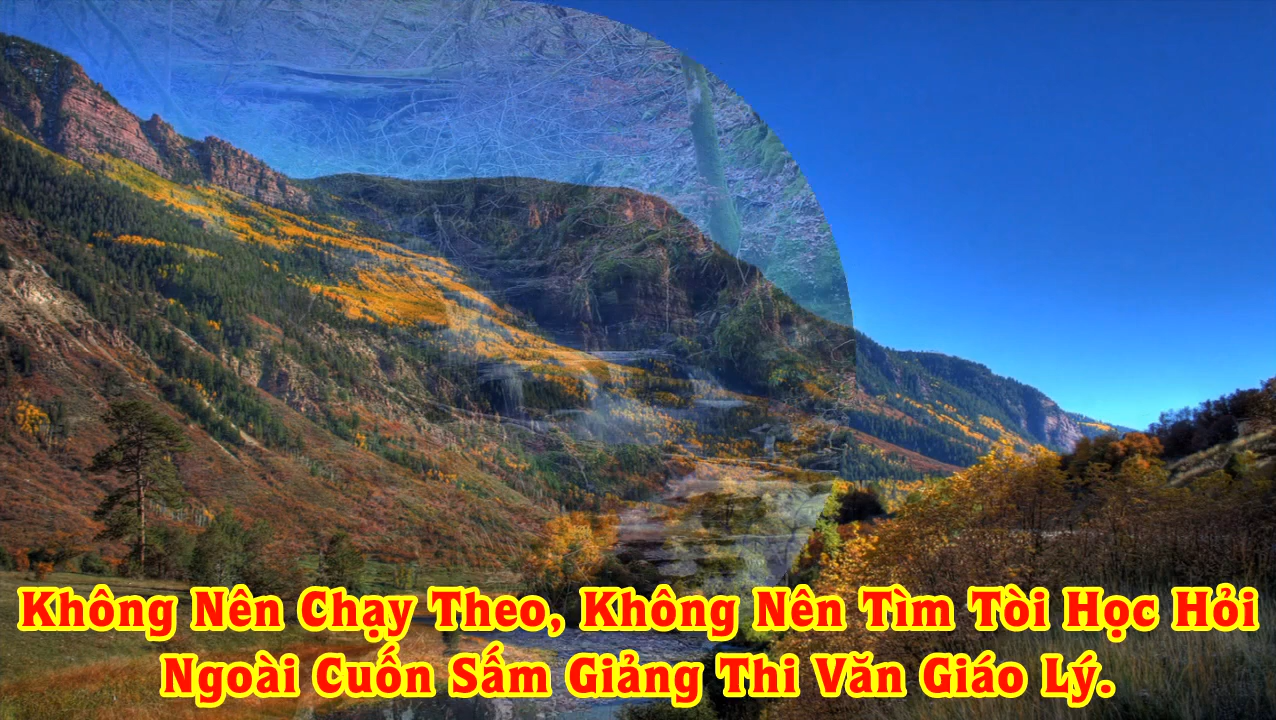 Không Nên Chạy Theo, Không Nên Tìm Tòi Học Hỏi
Ngoài Cuốn Sấm Giảng Thi Văn Giáo Lý.